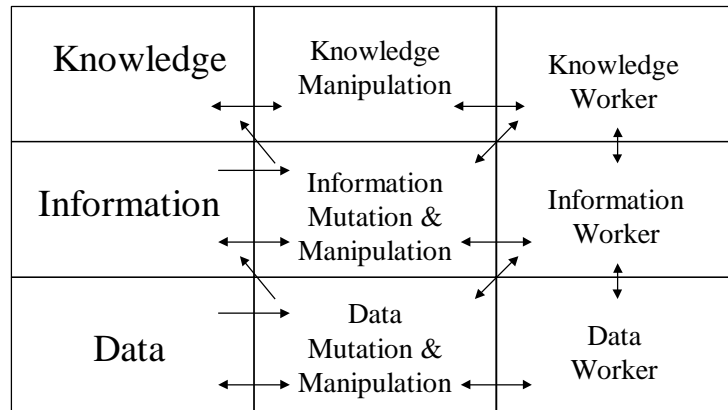 Knowledge
Knowledge
Manipulation
Knowledge
Worker
Information
Information
Mutation &
Manipulation
Information
Worker
Data
Data
Mutation &
Manipulation
Data
Worker